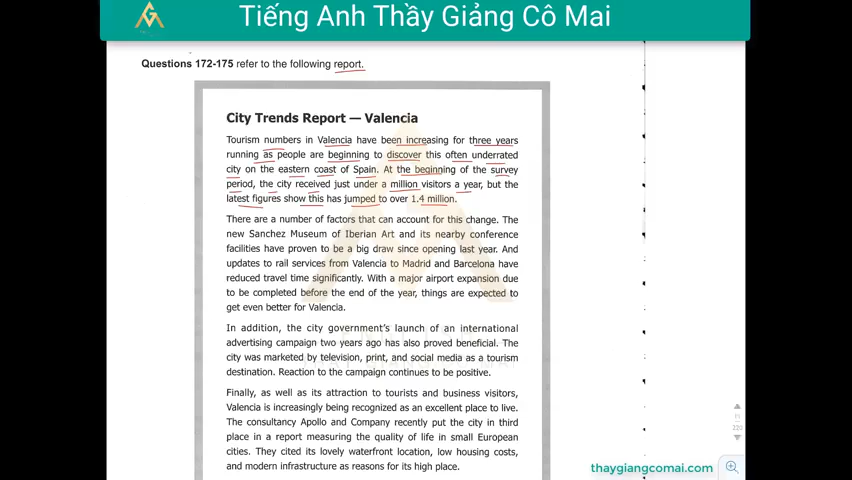 Tiếng Anh Thầy Giảng Cô Mai
Questions 172-175 refer to the following report.
City Trends Report — Valencia
Tourism numbers in Valencia have been increasing for three years
running as people are beginning to discover this often underrated
city on the eastern coast of Spain. At the beginning of the survey
period, the city received just under a million visitors a year, but the
latest figures show this has jumped to over 1.4 million.
There are a number of factors that can account for this change. The
new Sanchez Museum of Iberian Art and its nearby conference
facilities have proven to be a big draw since opening last year. And
updates to rail services from Valencia to Madrid and Barcelona have
reduced travel time significantly. With a major airport expansion due
to be completed before the end of the year, things are expected to
get even better for Valencia.
In addition, the city government's launch of an international
advertising campaign two years ago has also proved beneficial. The
city was marketed by television, print, and social media as a tourism
destination. Reaction to the campaign continues to be positive.
Finally, as well as its attraction to tourists and business visitors,
Valencia is increasingly being recognized as an excellent place to live.
The consultancy Apollo and Company recently put the city in third
place in a report measuring the quality of life in small European
cities. They cited its lovely waterfront location, low housing costs,
and modern infrastructure as reasons for its high place.
thaygiangcomai.com